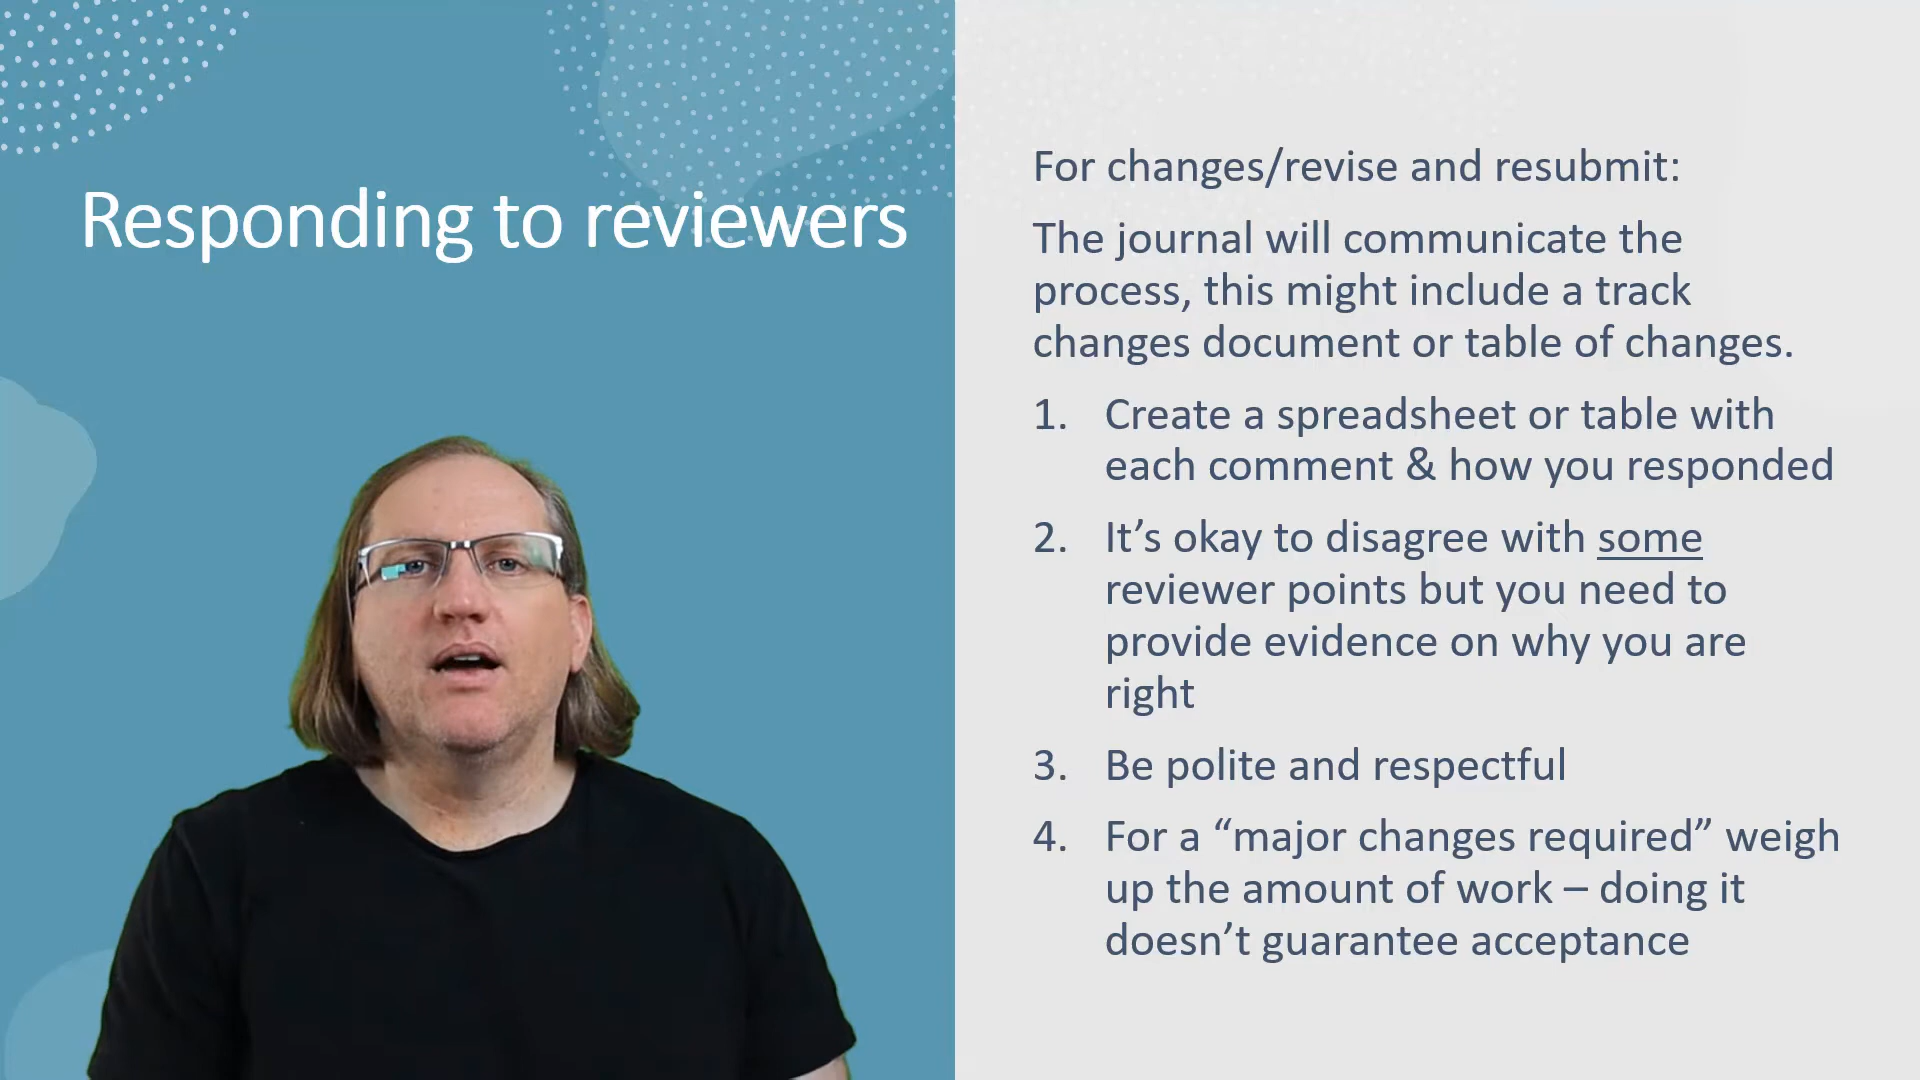 Responding to reviewers
For changes/revise and resubmit:
The journal will communicate the
process, this might include a track
changes document or table of changes.
1. Create a spreadsheet or table with
each comment & how you responded
2. It’s okay to disagree with some
reviewer points but you need to
provide evidence on why you are
right
3. Be polite and respectful
4. For a “major changes required” weigh
up the amount of work – doing it
doesn’t guarantee acceptance